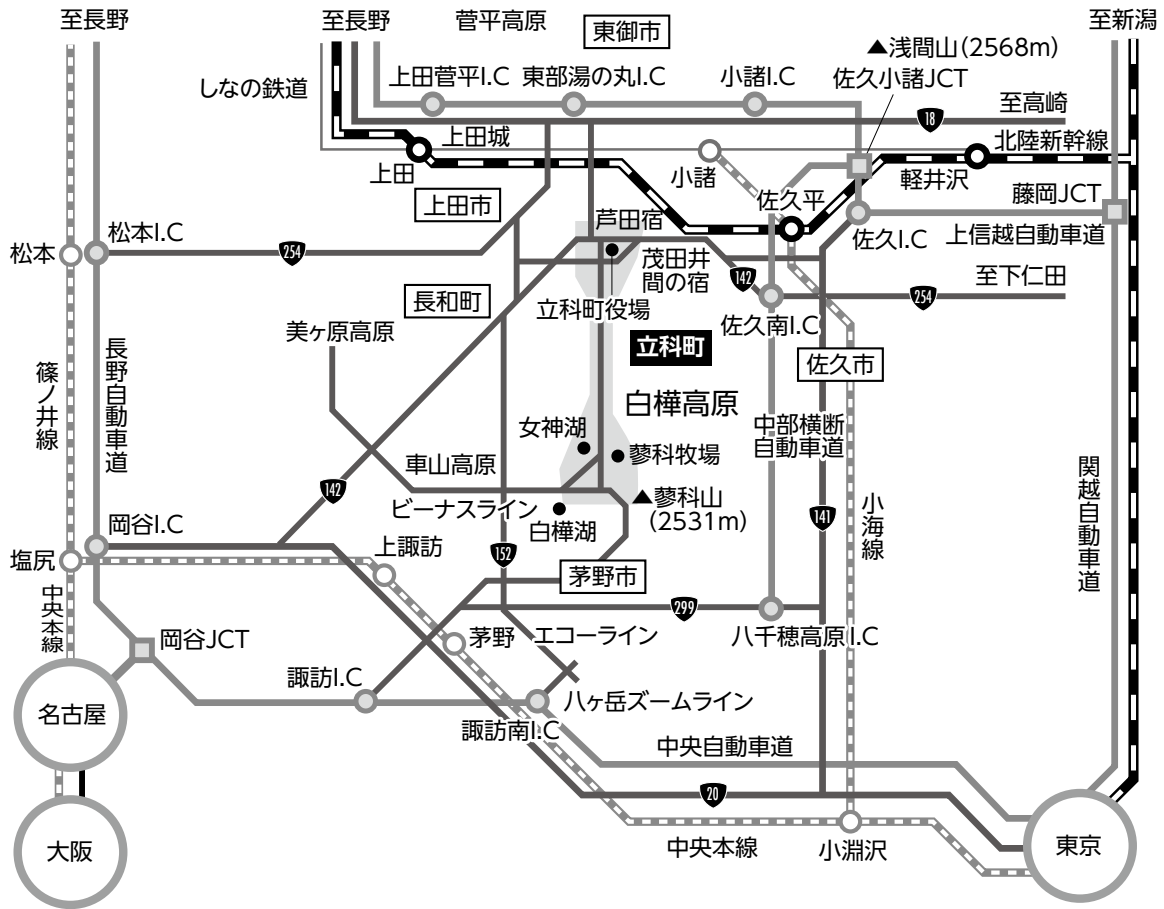 至長野
至長野
菅平高原
東御市
至新潟
▲浅間山(2568m)
しなの鉄道
上田菅平I.C
東部湯の丸I.C
小諸I.C
佐久小諸JCT
至高崎
18
上田城
北陸新幹線
上田
小諸
軽井沢
上田市
佐久平
藤岡JCT
松本
松本I.C
254
芦田宿
佐久I.C
上信越自動車道
茂田井
間の宿
142
至下仁田
254
長和町
立科町役場
佐久南I.C
美ヶ原高原
立科町
佐久市
篠ノ井線
長野自動車道
白樺高原
中部横断
自動車道
女神湖
蓼科牧場
車山高原
関越自動車道
142
ビーナスライン
▲蓼科山
(2531m)
白樺湖
141
小海線
岡谷I.C
塩尻
上諏訪
152
茅野市
中央本線
299
岡谷JCT
茅野
エコーライン
八千穂高原I.C
諏訪I.C
八ヶ岳ズームライン
名古屋
諏訪南I.C
中央自動車道
20
大阪
中央本線
小淵沢
東京